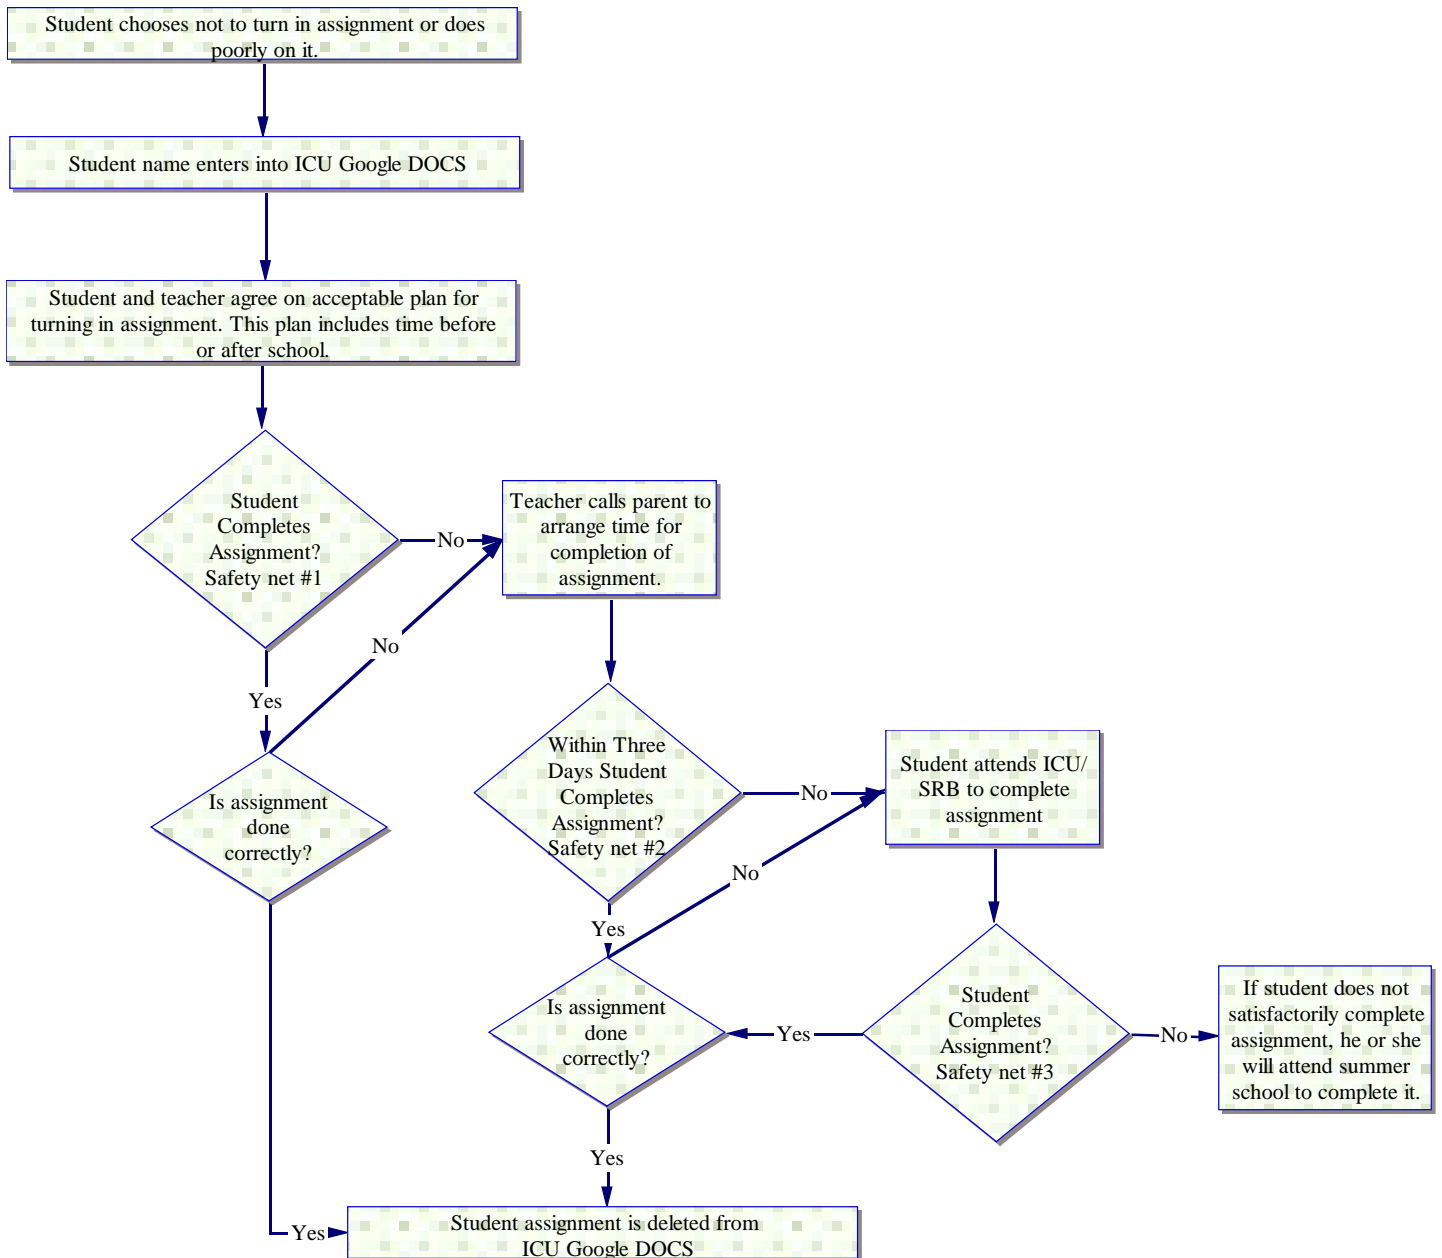 Student chooses not to turn in assignment or does
poorly on it.
Student name enters into ICU Google DOCS
Student and teacher agree on acceptable plan for
turning in assignment. This plan includes time before
or after school.
Student
Completes
Assignment?
Safety net #1
No
Teacher calls parent to
arrange time for
completion of
assignment.
No
Yes
Is assignment
done
correctly?
Within Three
Days Student
Completes
Assignment?
Safety net #2
No
Student attends ICU/
SRB to complete
assignment
No
Yes
Is assignment
done
correctly?
Yes
Student
Completes
Assignment?
Safety net #3
No
If student does not
satisfactorily complete
assignment, he or she
will attend summer
school to complete it.
Yes
Yes
Student assignment is deleted from
ICU Google DOCS